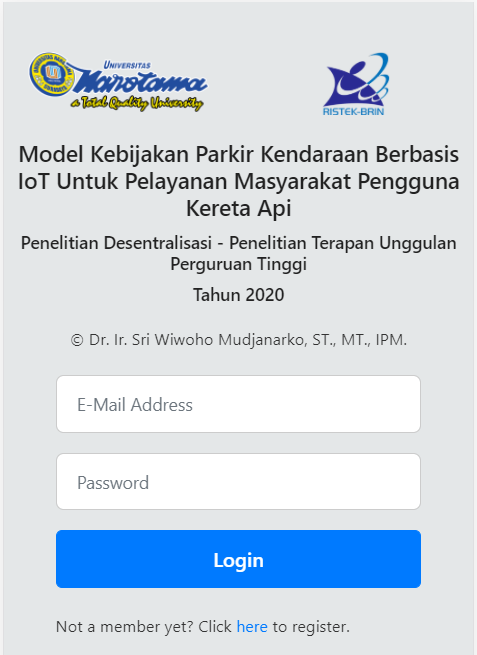 UNIVERSITAS
Narotama
a Total Quality University
RISTEK-BRIN
Model Kebijakan Parkir Kendaraan Berbasis
IoT Untuk Pelayanan Masyarakat Pengguna
Kereta Api
Penelitian Desentralisasi - Penelitian Terapan Unggulan
Perguruan Tinggi
Tahun 2020
© Dr. Ir. Sri Wiwoho Mudjanarko, ST., MT., IPM.
E-Mail Address
Password
Login
Not a member yet? Click here to register.